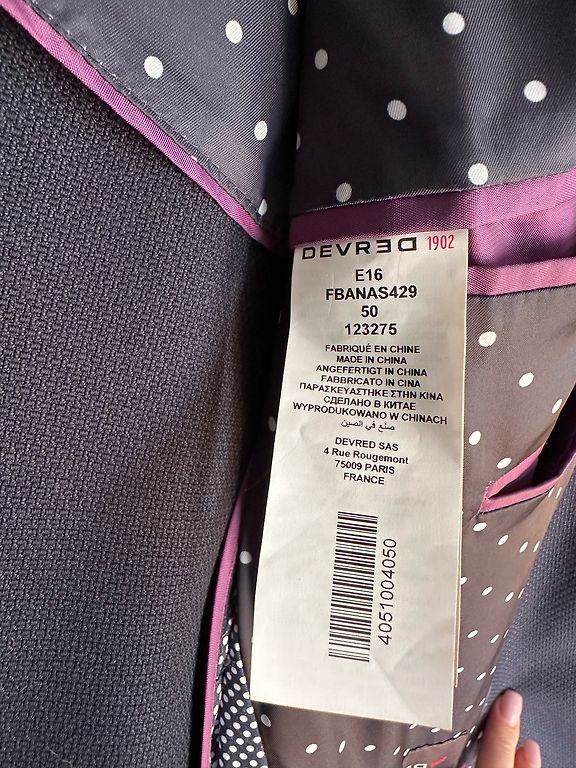 DEVRED 1902
E16
FBANAS429
50
123275
FABRIQUÉ EN CHINE
MADE IN CHINA
ANGEFERTIGT IN CHINA
FABBRICATO IN CINA
ΠΑΡΑΣΚΕΥΑΣΤΗΚΕ ΣΤΗΝ ΚΙΝΑ
СДЕЛАНО В КИТАЕ
WYPRODUKOWANO W CHINACH
صنع في الصين
DEVRED SAS
4 Rue Rougemont
75009 PARIS
FRANCE
4051004050